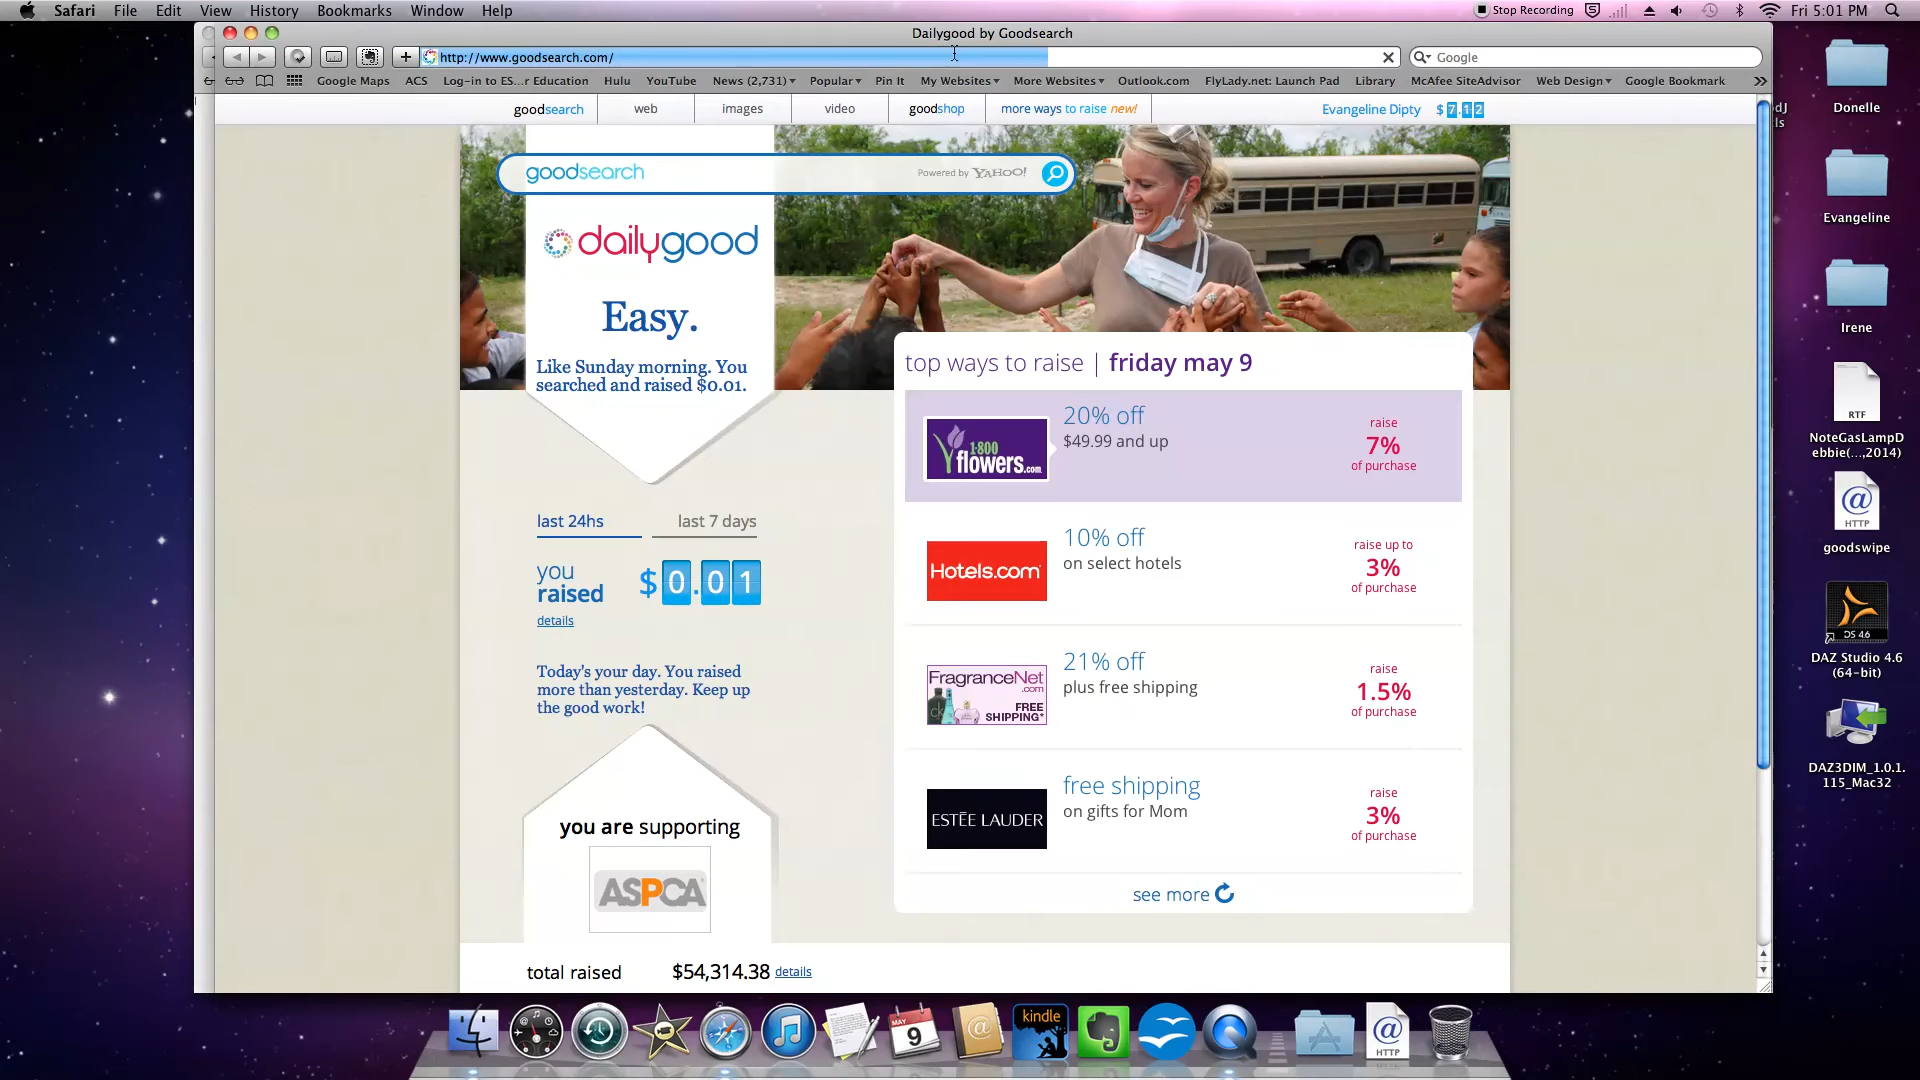 Safari File Edit View History Bookmarks Window Help
Stop Recording Fri 5:01 PM
Dailygood by Goodsearch
http://www.goodsearch.com/
Google
Google Maps ACS Log-in to ES...r Education Hulu YouTube News (2,731) Popular Pin It My Websites More Websites Outlook.com FlyLady.net: Launch Pad Library McAfee SiteAdvisor Web Design Google Bookmark
goodsearch web images video goodshop more ways to raise new! Evangeline Dipty $7.12
goodsearch Powered by YAHOO!
dailygood
Easy.
Like Sunday morning. You
searched and raised $0.01.
last 24hs last 7 days
you
raised
$0.01
details
Today's your day. You raised
more than yesterday. Keep up
the good work!
you are supporting
ASPCA
total raised $54,314.38 details
top ways to raise | friday may 9
1·800
flowers.com
20% off
$49.99 and up
raise
7%
of purchase
Hotels.com
10% off
on select hotels
raise up to
3%
of purchase
FragranceNet
.com
FREE
SHIPPING*
21% off
plus free shipping
raise
1.5%
of purchase
ESTĒE LAUDER
free shipping
on gifts for Mom
raise
3%
of purchase
see more
Donelle
Evangeline
Irene
RTF
NoteGasLampD
ebbie(...,2014)
HTTP
goodswipe
DS 4.6
DAZ Studio 4.6
(64-bit)
DAZ3DIM_1.0.1.
115_Mac32
MAY
9
kindle
HTTP